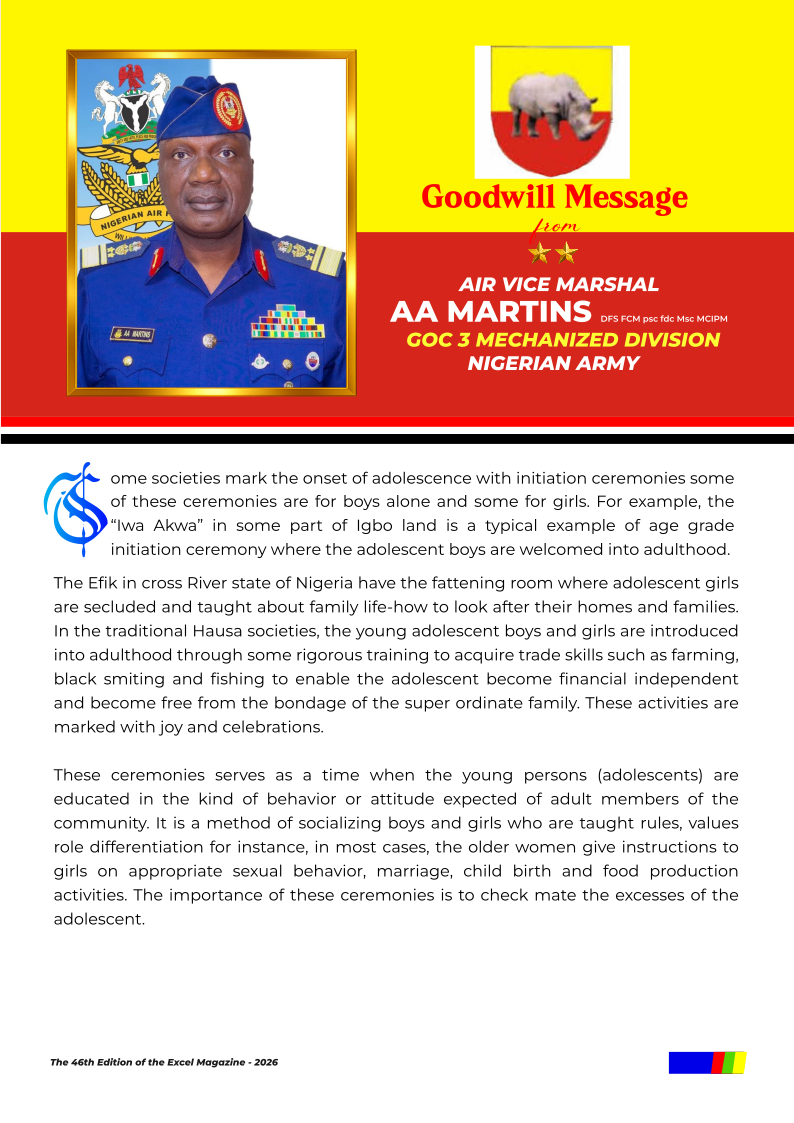 NIGERIAN AIR F
AA MARTINS
Goodwill Message
from
AIR VICE MARSHAL
AA MARTINS DFS FCM psc fdc Msc MCIPM
GOC 3 MECHANIZED DIVISION
NIGERIAN ARMY
Some societies mark the onset of adolescence with initiation ceremonies some
of these ceremonies are for boys alone and some for girls. For example, the
“Iwa Akwa” in some part of Igbo land is a typical example of age grade
initiation ceremony where the adolescent boys are welcomed into adulthood.
The Efik in cross River state of Nigeria have the fattening room where adolescent girls
are secluded and taught about family life-how to look after their homes and families.
In the traditional Hausa societies, the young adolescent boys and girls are introduced
into adulthood through some rigorous training to acquire trade skills such as farming,
black smiting and fishing to enable the adolescent become financial independent
and become free from the bondage of the super ordinate family. These activities are
marked with joy and celebrations.
These ceremonies serves as a time when the young persons (adolescents) are
educated in the kind of behavior or attitude expected of adult members of the
community. It is a method of socializing boys and girls who are taught rules, values
role differentiation for instance, in most cases, the older women give instructions to
girls on appropriate sexual behavior, marriage, child birth and food production
activities. The importance of these ceremonies is to check mate the excesses of the
adolescent.
The 46th Edition of the Excel Magazine - 2026